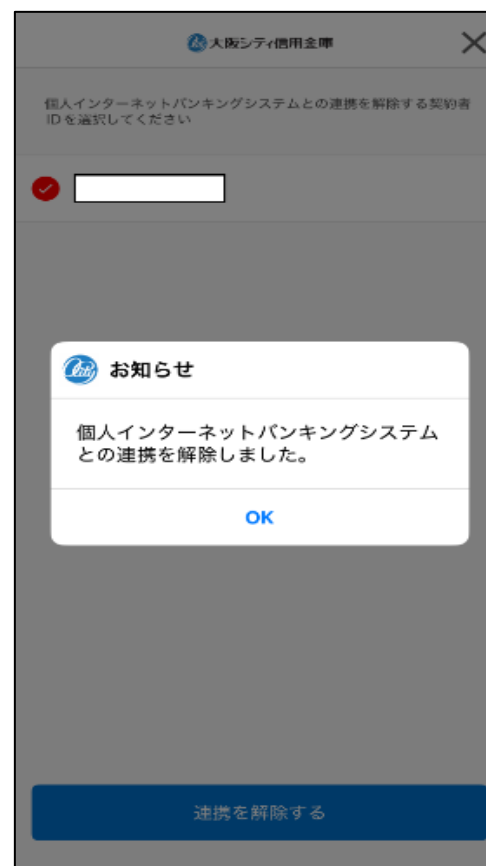 大阪シティ信用金庫
個人インターネットバンキングシステムとの連携を解除する契約者
IDを選択してください
City お知らせ
個人インターネットバンキングシステム
との連携を解除しました。
OK
連携を解除する